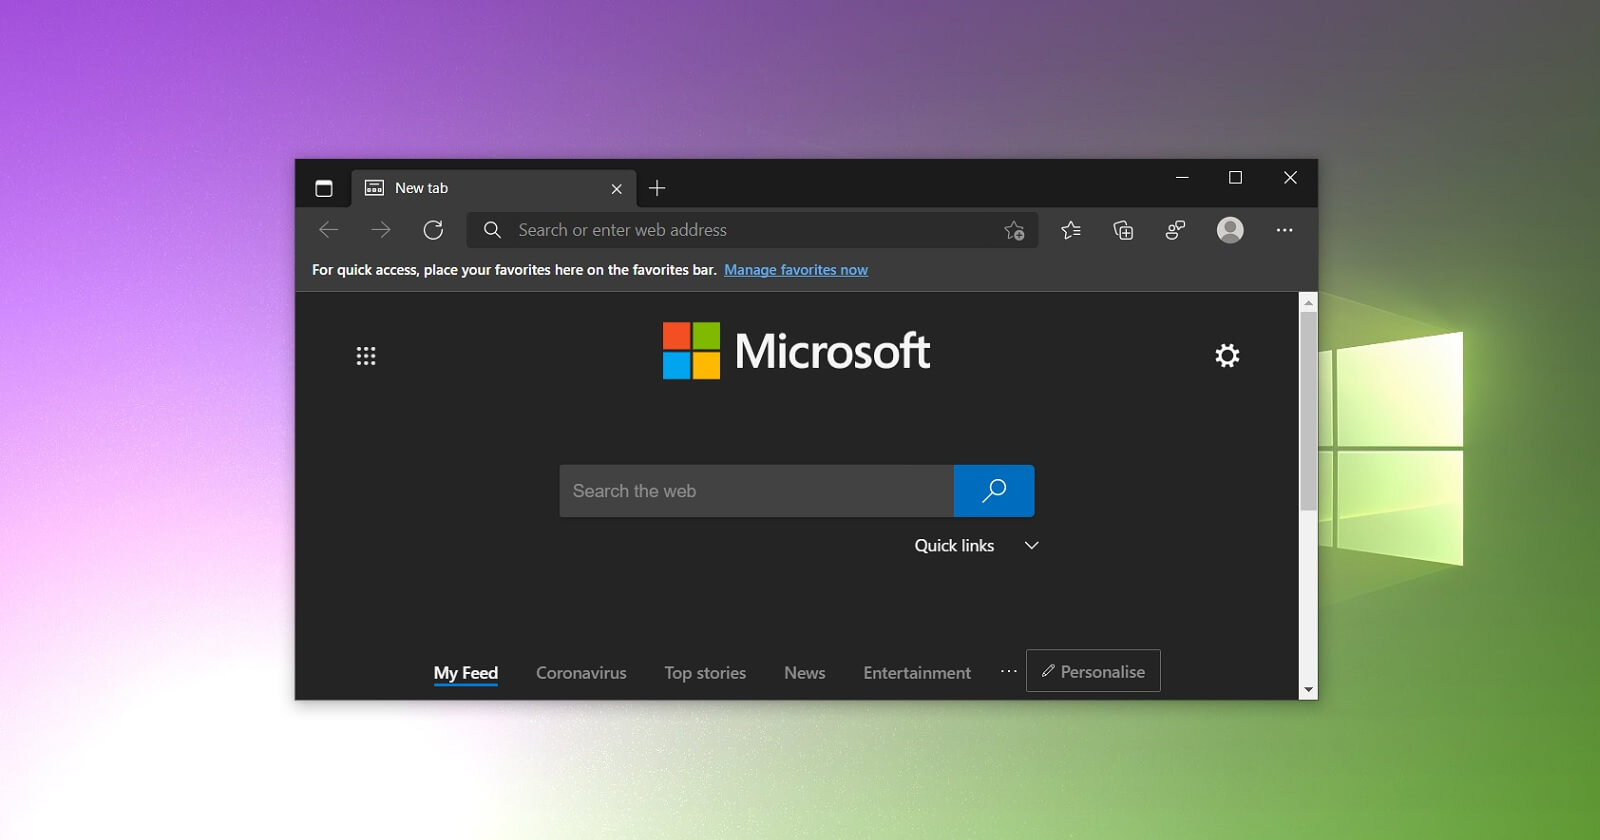 New tab
Search or enter web address
For quick access, place your favorites here on the favorites bar. Manage favorites now
Microsoft
Search the web
Quick links
My Feed Coronavirus Top stories News Entertainment ... Personalise